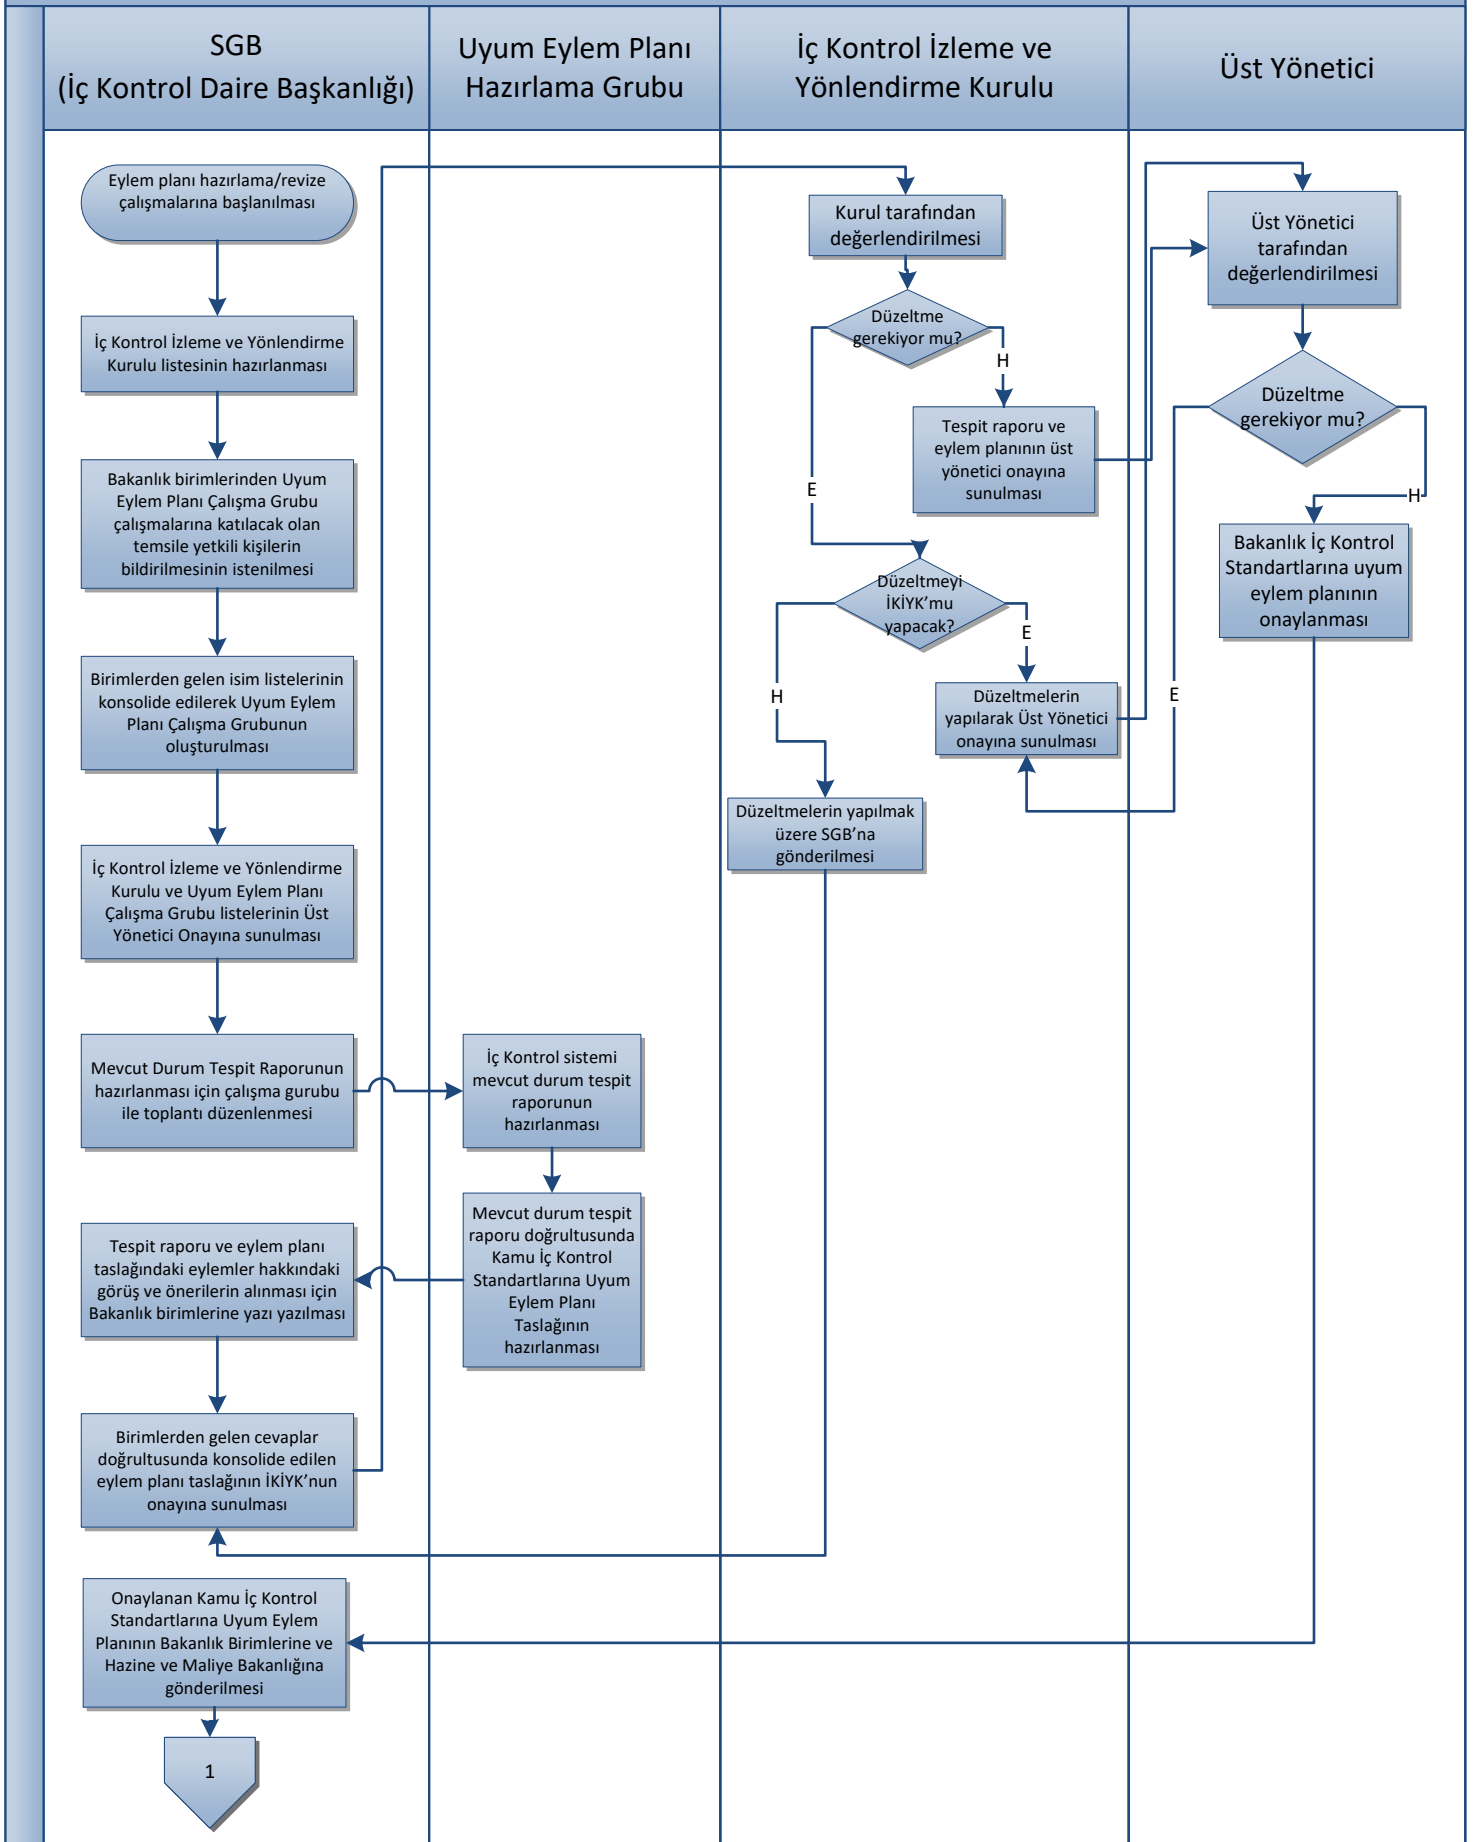 SGB
(İç Kontrol Daire Başkanlığı)
Uyum Eylem Planı
Hazırlama Grubu
İç Kontrol İzleme ve
Yönlendirme Kurulu
Üst Yönetici
Eylem planı hazırlama/revize
çalışmalarına başlanılması
İç Kontrol İzleme ve Yönlendirme
Kurulu listesinin hazırlanması
Bakanlık birimlerinden Uyum
Eylem Planı Çalışma Grubu
çalışmalarına katılacak olan
temsile yetkili kişilerin
bildirilmesinin istenilmesi
Birimlerden gelen isim listelerinin
konsolide edilerek Uyum Eylem
Planı Çalışma Grubunun
oluşturulması
İç Kontrol İzleme ve Yönlendirme
Kurulu ve Uyum Eylem Planı
Çalışma Grubu listelerinin Üst
Yönetici Onayına sunulması
Mevcut Durum Tespit Raporunun
hazırlanması için çalışma gurubu
ile toplantı düzenlenmesi
İç Kontrol sistemi
mevcut durum tespit
raporunun
hazırlanması
Mevcut durum tespit
raporu doğrultusunda
Kamu İç Kontrol
Standartlarına Uyum
Eylem Planı
Taslağının
hazırlanması
Tespit raporu ve eylem planı
taslağındaki eylemler hakkındaki
görüş ve önerilerin alınması için
Bakanlık birimlerine yazı yazılması
Birimlerden gelen cevaplar
doğrultusunda konsolide edilen
eylem planı taslağının İKİYK’nun
onayına sunulması
Kurul tarafından
değerlendirilmesi
Düzeltme
gerekiyor mu?
H
E
Tespit raporu ve
eylem planının üst
yönetici onayına
sunulması
Düzeltmeyi
İKİYK’mu
yapacak?
E
H
Düzeltmelerin
yapılarak Üst Yönetici
onayına sunulması
Düzeltmelerin yapılmak
üzere SGB’na
gönderilmesi
Üst Yönetici
tarafından
değerlendirilmesi
Düzeltme
gerekiyor mu?
H
E
Bakanlık İç Kontrol
Standartlarına uyum
eylem planının
onaylanması
Onaylanan Kamu İç Kontrol
Standartlarına Uyum Eylem
Planının Bakanlık Birimlerine ve
Hazine ve Maliye Bakanlığına
gönderilmesi
1